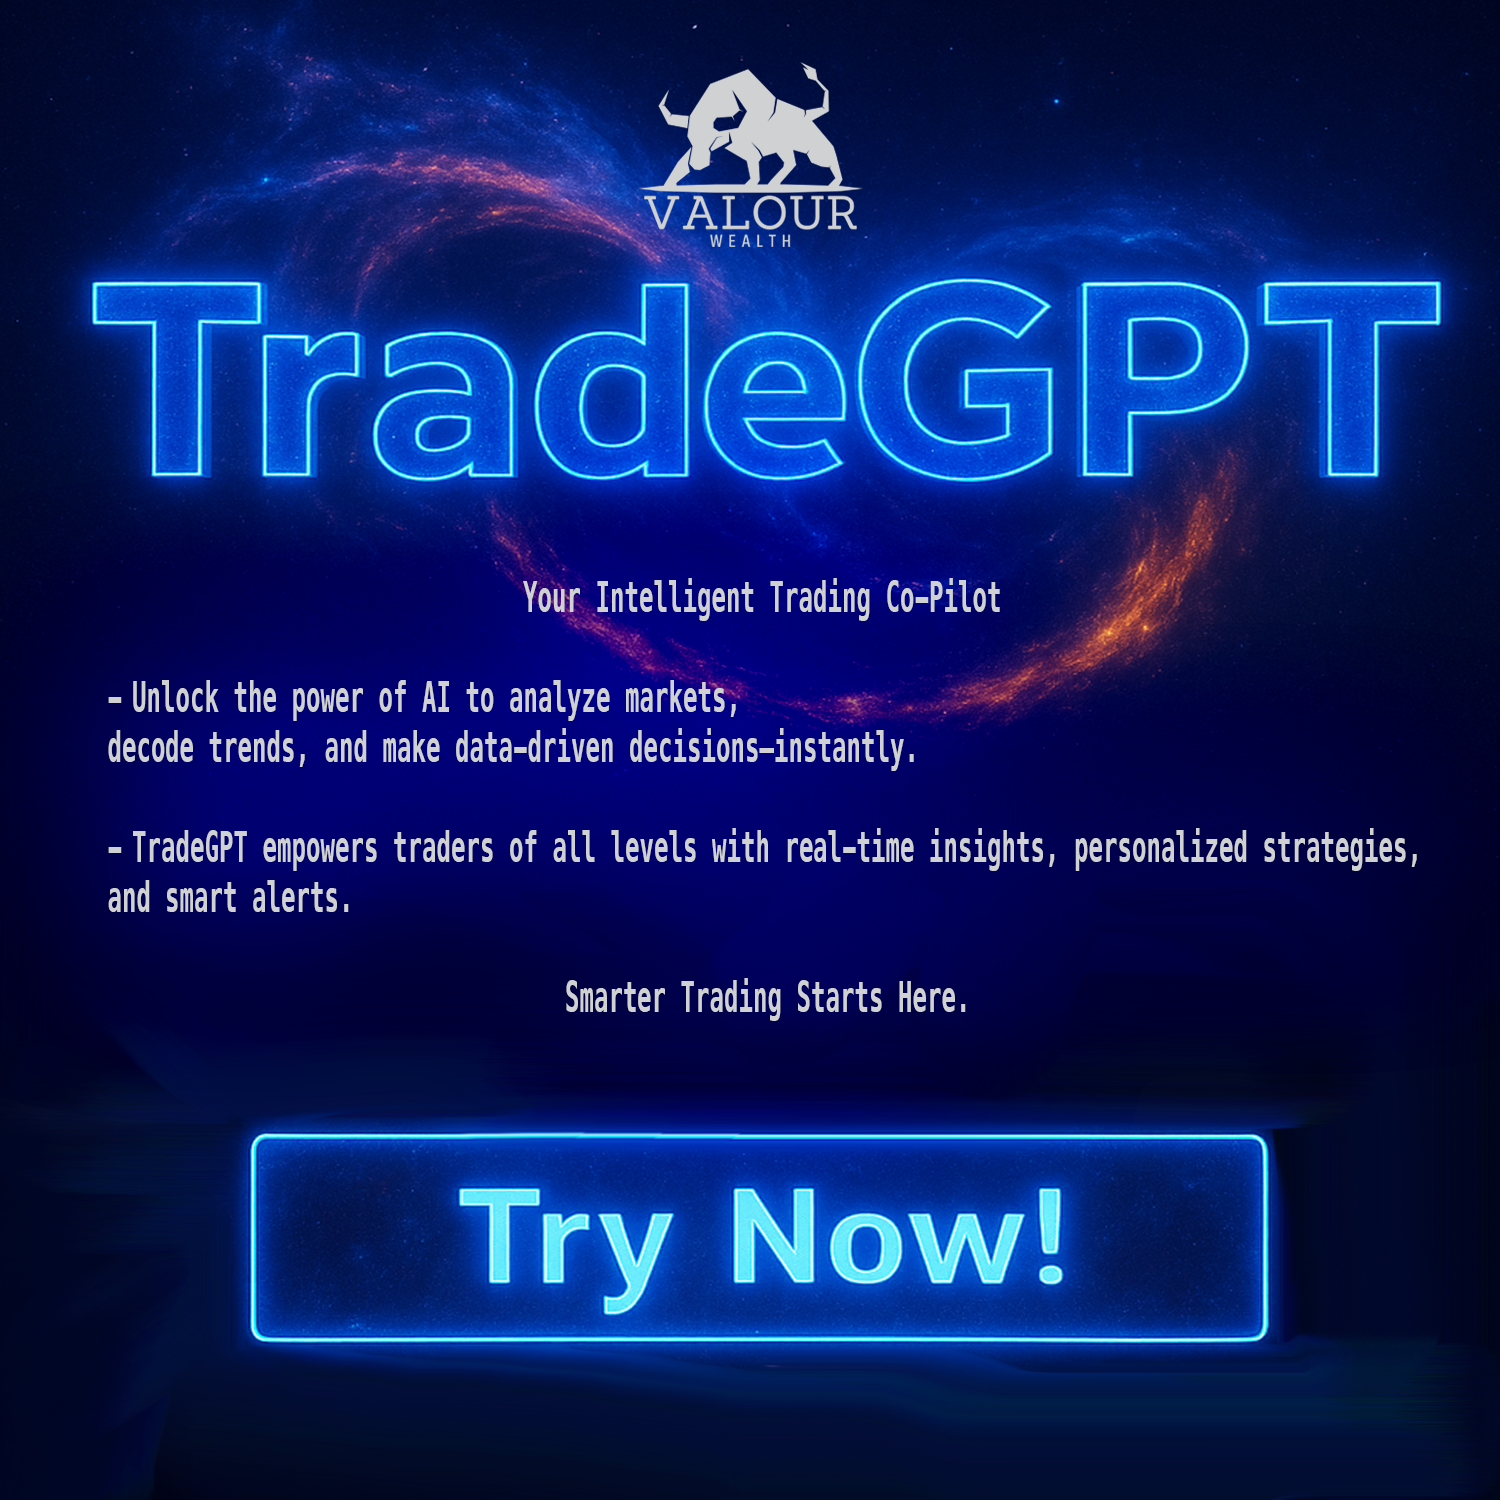 VALOUR
WEALTH
TradeGPT
Your Intelligent Trading Co-Pilot
- Unlock the power of AI to analyze markets,
decode trends, and make data-driven decisions-instantly.
- TradeGPT empowers traders of all levels with real-time insights, personalized strategies,
and smart alerts.
Smarter Trading Starts Here.
Try Now!